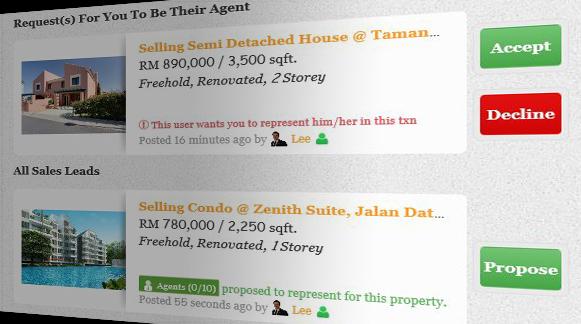 Request(s) For You To Be Their Agent
Selling Semi Detached House @ Taman...
RM 890,000 / 3,500 sqft.
Freehold, Renovated, 2 Storey
This user wants you to represent him/her in this txn
Posted 16 minutes ago by Lee
Accept
Decline
All Sales Leads
Selling Condo @ Zenith Suite, Jalan Dat...
RM 780,000 / 2,250 sqft.
Freehold, Renovated, 1 Storey
Agents (0/10) proposed to represent for this property.
Posted 55 seconds ago by Lee
Propose